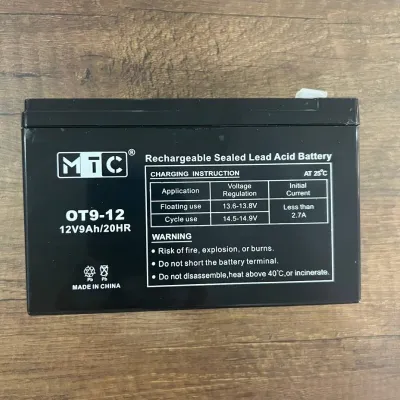 MTC®
OT9-12
12V9Ah/20HR
MADE IN CHINA
Rechargeable Sealed Lead Acid Battery
CHARGING INSTRUCTION AT 25°C
Application Voltage Regulation Initial Current
Floating use 13.6-13.8V Less than 2.7A
Cycle use 14.5-14.9V
WARNING
• Risk of fire, explosion, or burns.
• Do not short the battery terminal.
• Do not disassemble,heat above 40°C,or incinerate.